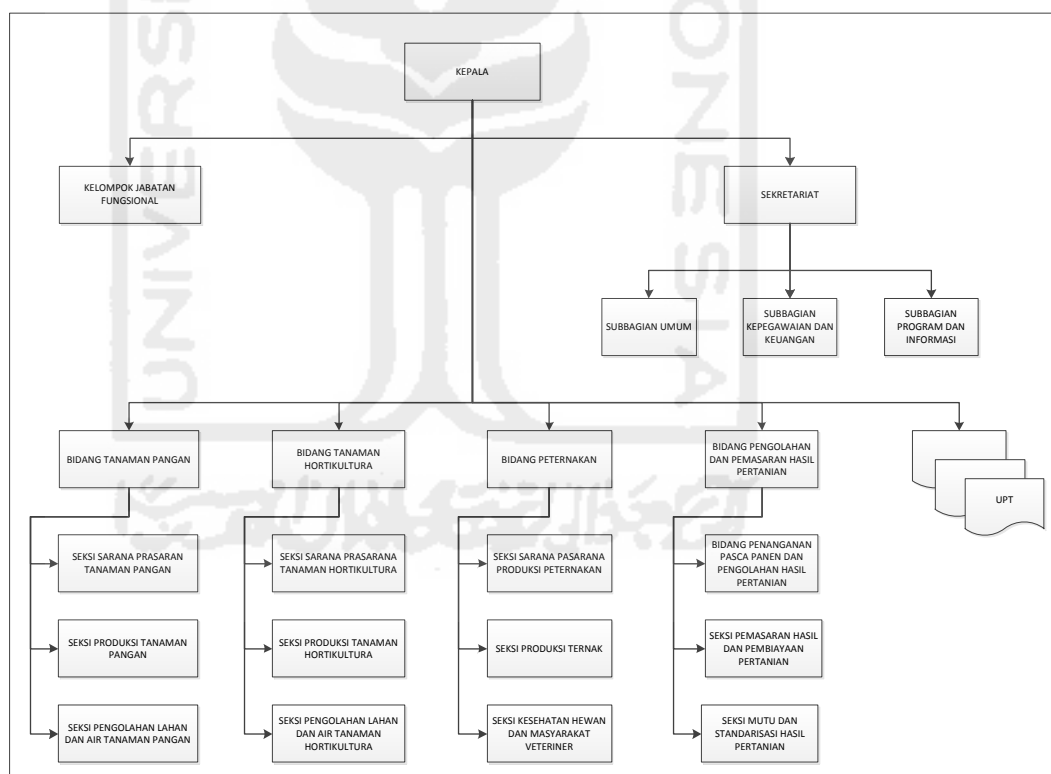 KEPALA
KELOMPOK JABATAN
FUNGSIONAL
SEKRETARIAT
SUBBAGIAN UMUM
SUBBAGIAN
KEPEGAWAIAN DAN
KEUANGAN
SUBBAGIAN
PROGRAM DAN
INFORMASI
BIDANG TANAMAN PANGAN
BIDANG TANAMAN
HORTIKULTURA
BIDANG PETERNAKAN
BIDANG PENGOLAHAN
DAN PEMASARAN HASIL
PERTANIAN
UPT
SEKSI SARANA PRASARAN
TANAMAN PANGAN
SEKSI SARANA PRASARANA
TANAMAN HORTIKULTURA
SEKSI SARANA PASARANA
PRODUKSI PETERNAKAN
BIDANG PENANGANAN
PASCA PANEN DAN
PENGOLAHAN HASIL
PERTANIAN
SEKSI PRODUKSI TANAMAN
PANGAN
SEKSI PRODUKSI TANAMAN
HORTIKULTURA
SEKSI PRODUKSI TERNAK
SEKSI PEMASARAN HASIL
DAN PEMBIAYAAN
PERTANIAN
SEKSI PENGOLAHAN LAHAN
DAN AIR TANAMAN PANGAN
SEKSI PENGOLAHAN LAHAN
DAN AIR TANAMAN
HORTIKULTURA
SEKSI KESEHATAN HEWAN
DAN MASYARAKAT
VETERINER
SEKSI MUTU DAN
STANDARISASI HASIL
PERTANIAN
UNIVERSI
ONESIA